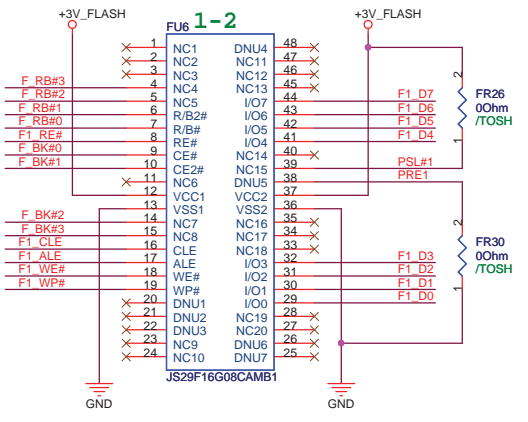 +3V_FLASH +3V_FLASH
FU6 1-2
1 NC1 DNU4 48
2 NC2 NC11 47
3 NC3 NC12 46
F_RB#3 4 NC4 NC13 45
F_RB#2 5 NC5 I/O7 44 F1_D7
F_RB#1 6 R/B2# I/O6 43 F1_D6
F_RB#0 7 R/B# I/O5 42 F1_D5
F1_RE# 8 RE# I/O4 41 F1_D4
F_BK#0 9 CE# NC14 40
F_BK#1 10 CE2# NC15 39 PSL#1
11 NC6 DNU5 38 PRE1
12 VCC1 VCC2 37
13 VSS1 VSS2 36
F_BK#2 14 NC7 NC16 35
F_BK#3 15 NC8 NC17 34
F1_CLE 16 CLE NC18 33
F1_ALE 17 ALE I/O3 32 F1_D3
F1_WE# 18 WE# I/O2 31 F1_D2
F1_WP# 19 WP# I/O1 30 F1_D1
20 DNU1 I/O0 29 F1_D0
21 DNU2 NC19 28
22 DNU3 NC20 27
23 NC9 DNU6 26
24 NC10 DNU7 25
JS29F16G08CAMB1
2
FR26
0Ohm
/TOSH
1
2
FR30
0Ohm
/TOSH
1
GND GND